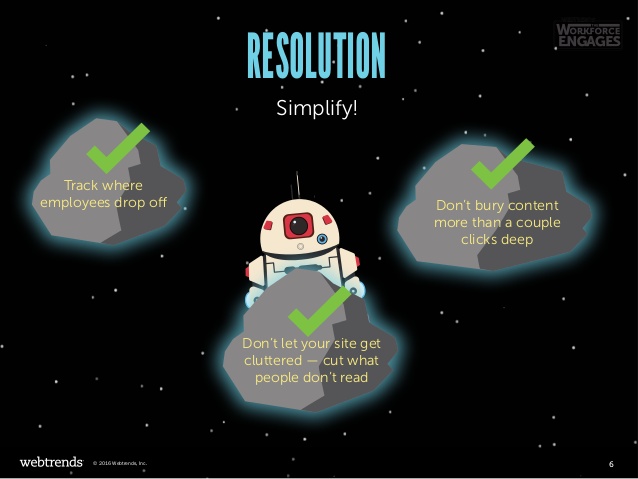 THE
WORKFORCE
ENGAGES
RESOLUTION
Simplify!
Track where
employees drop off
Don't bury content
more than a couple
clicks deep
Don't let your site get
cluttered — cut what
people don't read
webtrends
© 2016 Webtrends, Inc.
6